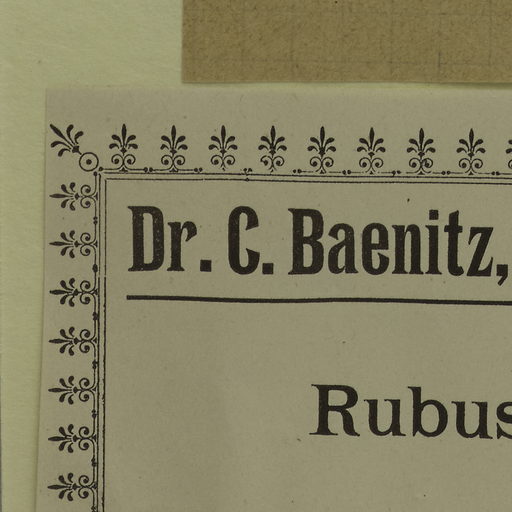 Dr. C. Baenitz,
Rubus